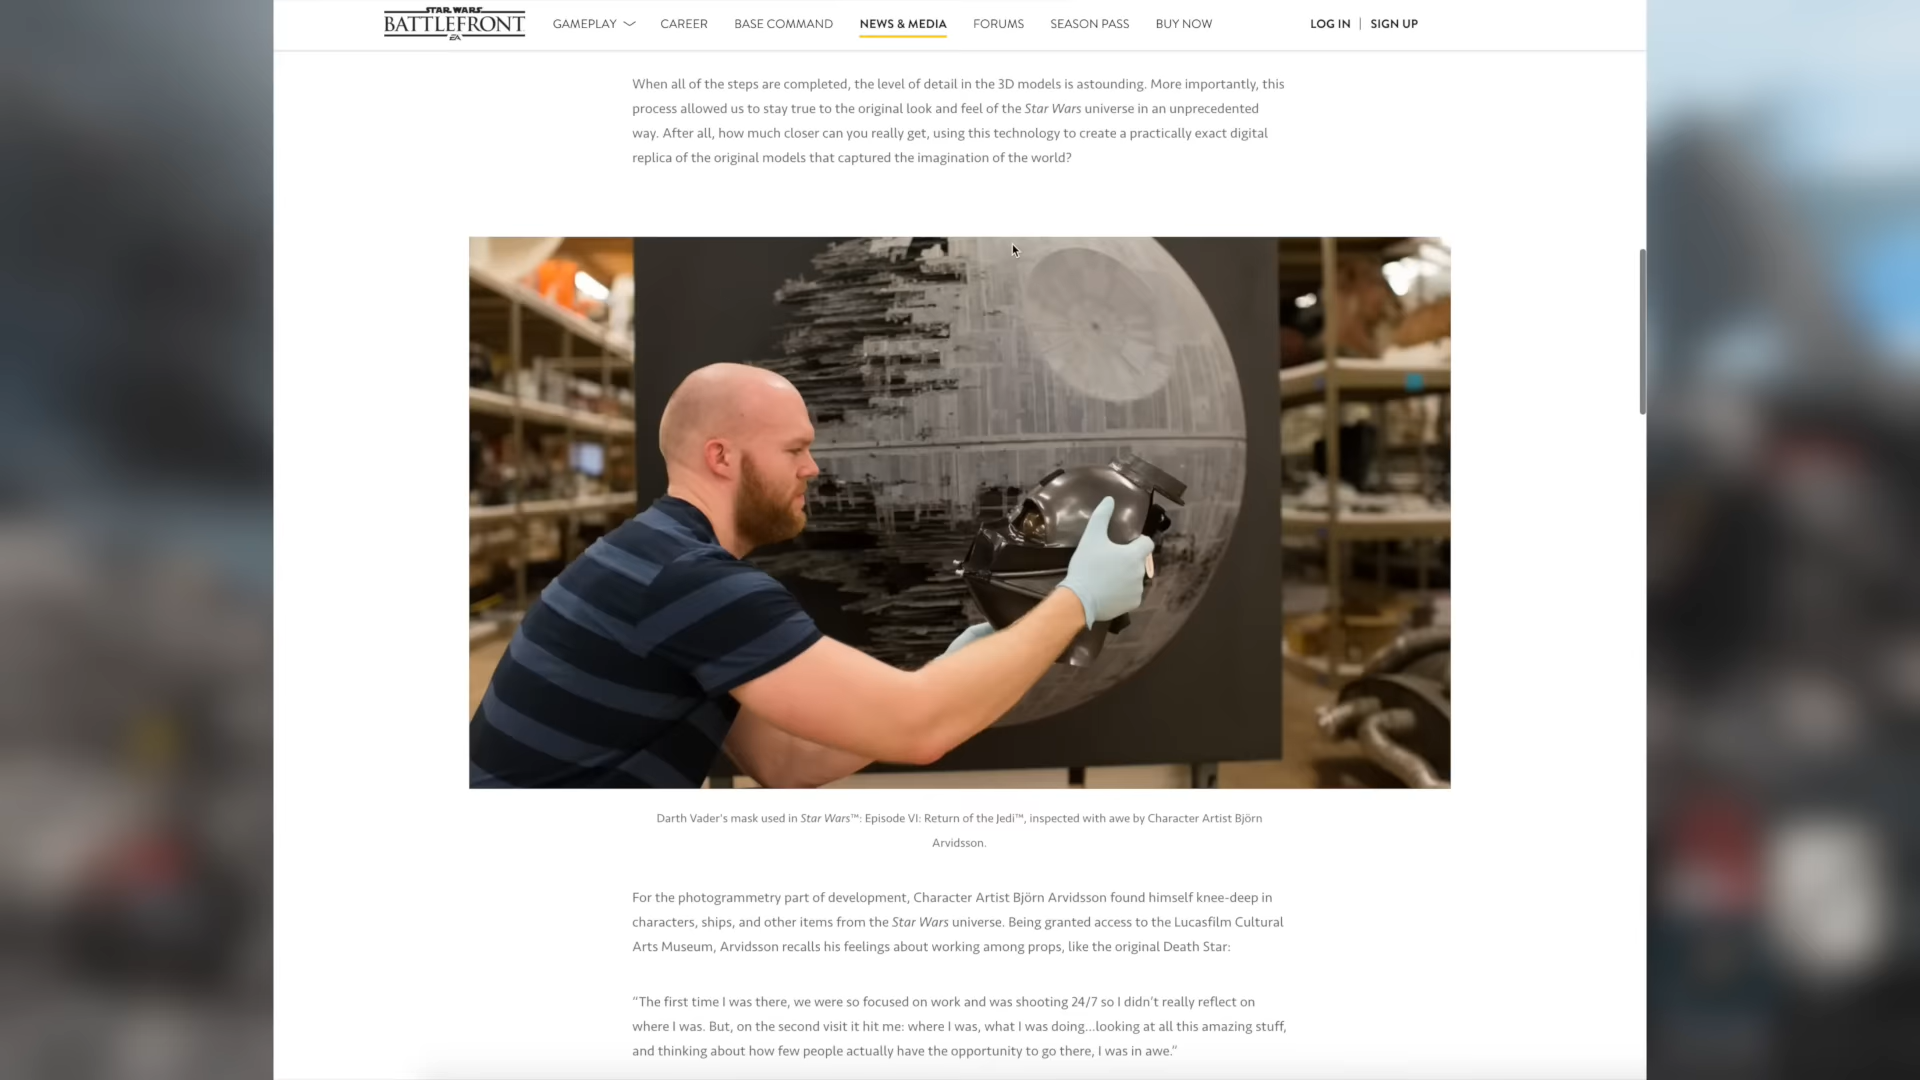 STAR WARS
BATTLEFRONT
EA
GAMEPLAY CAREER BASE COMMAND NEWS & MEDIA FORUMS SEASON PASS BUY NOW LOG IN | SIGN UP
When all of the steps are completed, the level of detail in the 3D models is astounding. More importantly, this
process allowed us to stay true to the original look and feel of the Star Wars universe in an unprecedented
way. After all, how much closer can you really get, using this technology to create a practically exact digital
replica of the original models that captured the imagination of the world?
Darth Vader's mask used in Star Wars™: Episode VI: Return of the Jedi™, inspected with awe by Character Artist Björn
Arvidsson.
For the photogrammetry part of development, Character Artist Björn Arvidsson found himself knee-deep in
characters, ships, and other items from the Star Wars universe. Being granted access to the Lucasfilm Cultural
Arts Museum, Arvidsson recalls his feelings about working among props, like the original Death Star:
“The first time I was there, we were so focused on work and was shooting 24/7 so I didn’t really reflect on
where I was. But, on the second visit it hit me: where I was, what I was doing...looking at all this amazing stuff,
and thinking about how few people actually have the opportunity to go there, I was in awe.”